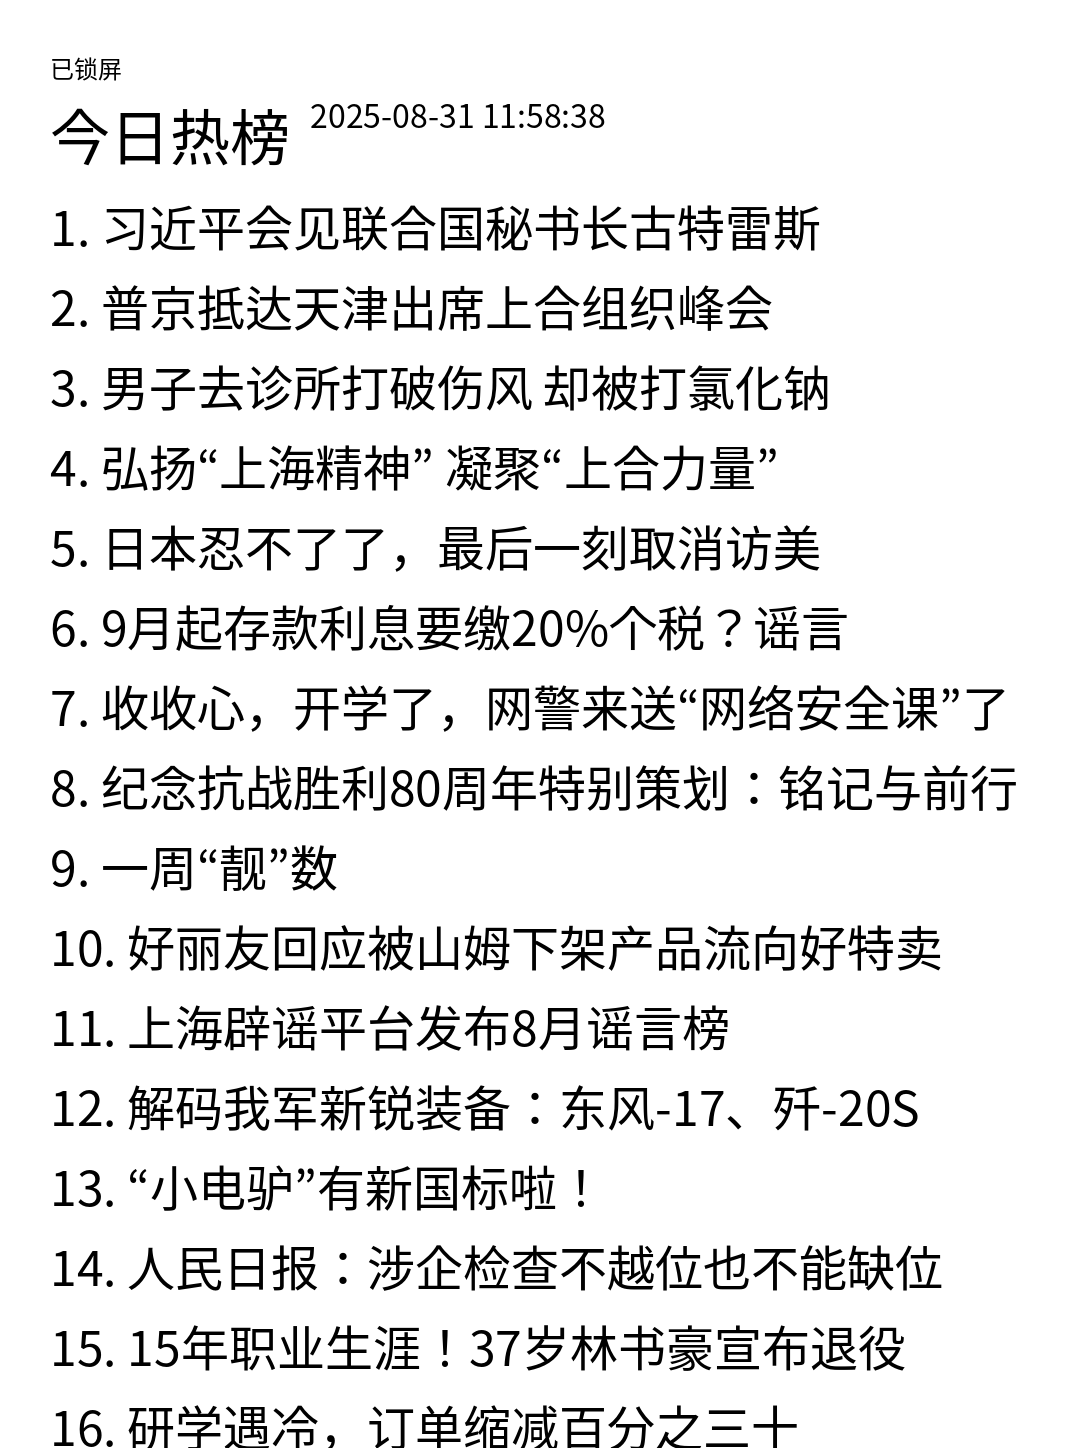 已锁屏
今日热榜 2025-08-31 11:58:38
1. 习近平会见联合国秘书长古特雷斯
2. 普京抵达天津出席上合组织峰会
3. 男子去诊所打破伤风 却被打氯化钠
4. 弘扬“上海精神” 凝聚“上合力量”
5. 日本忍不了了，最后一刻取消访美
6. 9月起存款利息要缴20%个税？谣言
7. 收收心，开学了，网警来送“网络安全课”了
8. 纪念抗战胜利80周年特别策划：铭记与前行
9. 一周“靓”数
10. 好丽友回应被山姆下架产品流向好特卖
11. 上海辟谣平台发布8月谣言榜
12. 解码我军新锐装备：东风-17、歼-20S
13. “小电驴”有新国标啦！
14. 人民日报：涉企检查不越位也不能缺位
15. 15年职业生涯！37岁林书豪宣布退役
16. 研学遇冷，订单缩减百分之三十